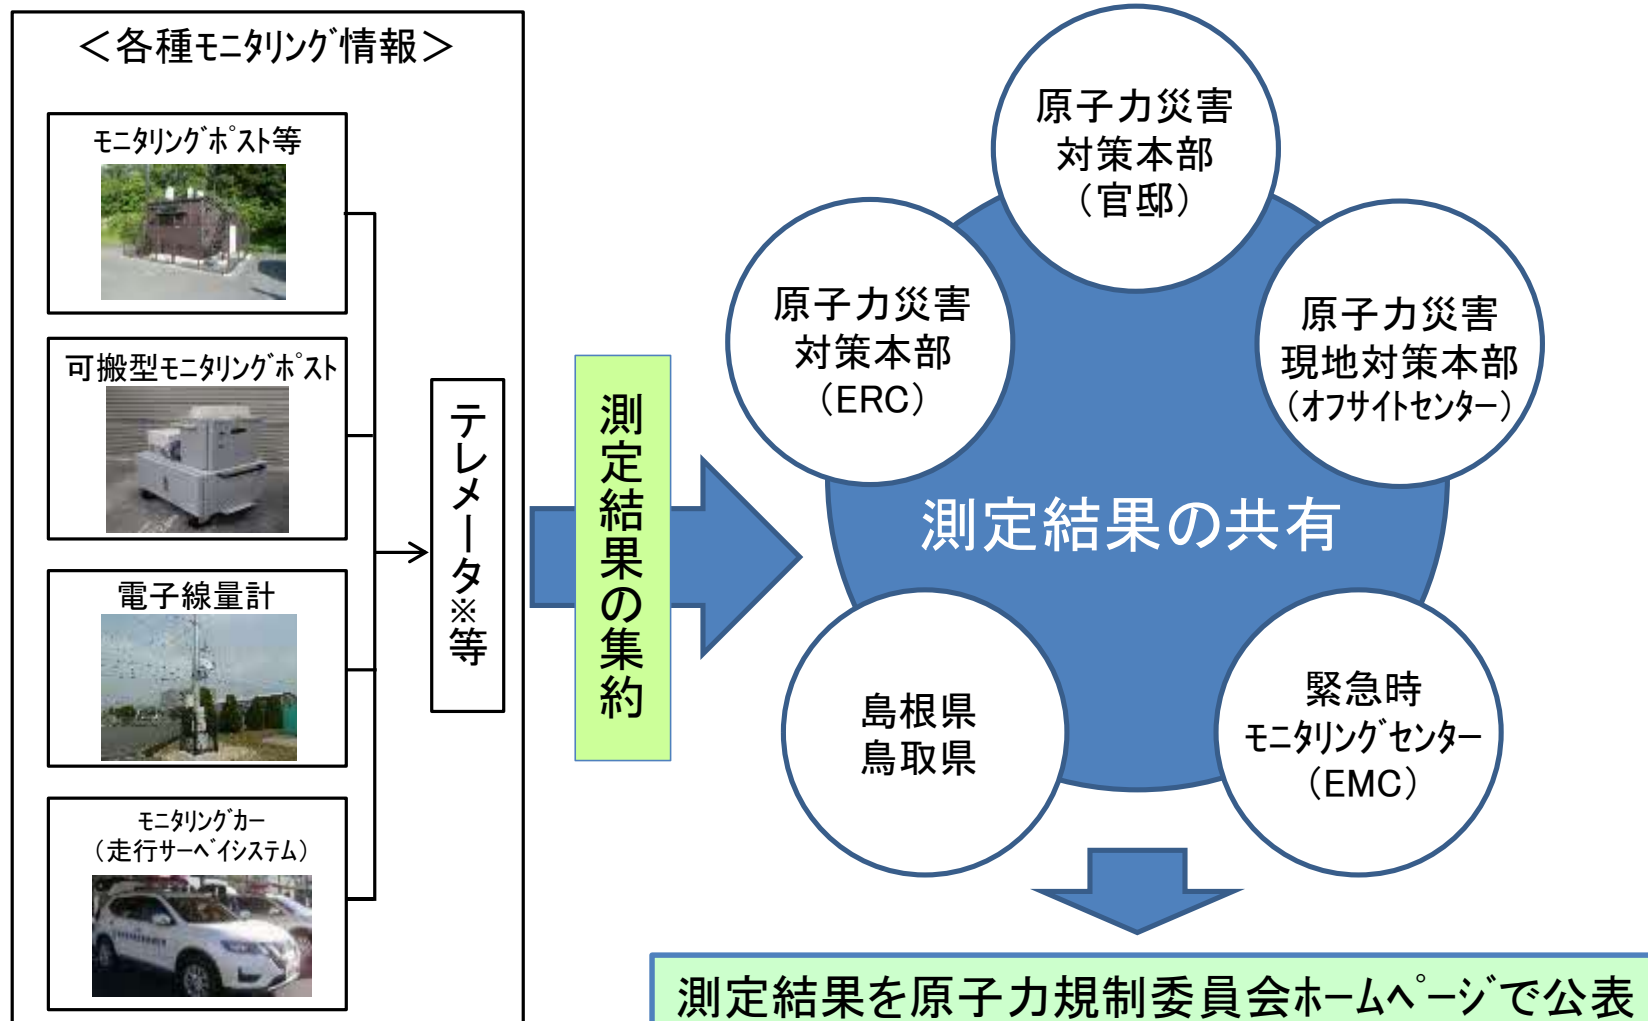 ＜各種ﾓﾆﾀﾘﾝｸﾞ情報＞
ﾓﾆﾀﾘﾝｸﾞﾎﾟｽﾄ等
可搬型ﾓﾆﾀﾘﾝｸﾞﾎﾟｽﾄ
電子線量計
ﾓﾆﾀﾘﾝｸﾞｶｰ
（走行ｻｰﾍﾞｲｼｽﾃﾑ）
テレメータ※等
測定結果の集約
原子力災害
対策本部
（官邸）
原子力災害
対策本部
（ERC）
原子力災害
現地対策本部
（ｵﾌｻｲﾄｾﾝﾀｰ）
測定結果の共有
島根県
鳥取県
緊急時
ﾓﾆﾀﾘﾝｸﾞｾﾝﾀｰ
（EMC）
測定結果を原子力規制委員会ﾎｰﾑﾍﾟｰｼﾞで公表